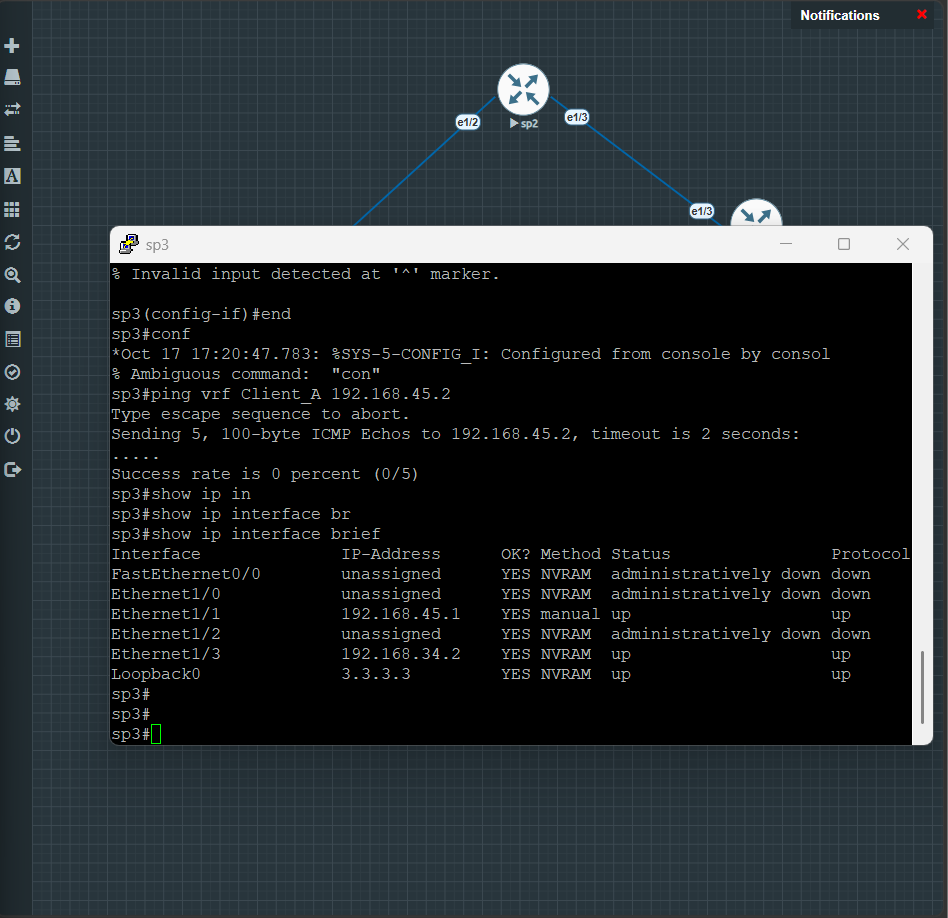 Notifications
e1/2
e1/3
sp2
e1/3
sp3
% Invalid input detected at '^' marker.
sp3(config-if)#end
sp3#conf
*Oct 17 17:20:47.783: %SYS-5-CONFIG_I: Configured from console by consol
% Ambiguous command:  "con"
sp3#ping vrf Client_A 192.168.45.2
Type escape sequence to abort.
Sending 5, 100-byte ICMP Echos to 192.168.45.2, timeout is 2 seconds:
.....
Success rate is 0 percent (0/5)
sp3#show ip in
sp3#show ip interface br
sp3#show ip interface brief
Interface              IP-Address      OK? Method Status                Protocol
FastEthernet0/0        unassigned      YES NVRAM  administratively down down
Ethernet1/0            unassigned      YES NVRAM  administratively down down
Ethernet1/1            192.168.45.1    YES manual up                    up
Ethernet1/2            unassigned      YES NVRAM  administratively down down
Ethernet1/3            192.168.34.2    YES NVRAM  up                    up
Loopback0              3.3.3.3         YES NVRAM  up                    up
sp3#
sp3#
sp3#